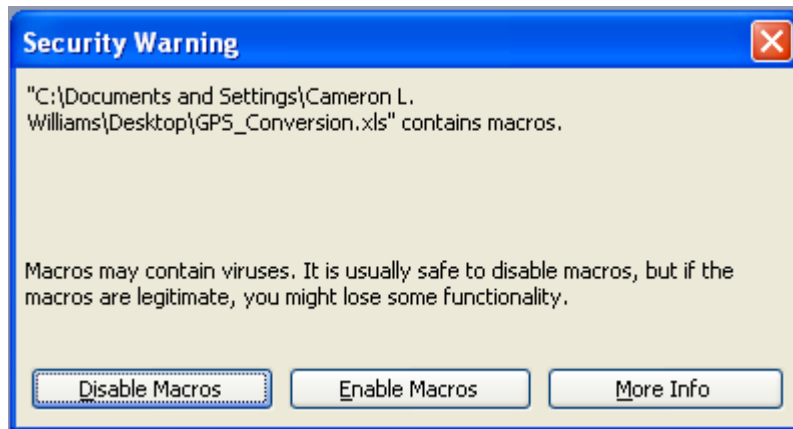 Security Warning
"C:\Documents and Settings\Cameron L.
Williams\Desktop\GPS_Conversion.xls" contains macros.
Macros may contain viruses. It is usually safe to disable macros, but if the
macros are legitimate, you might lose some functionality.
Disable Macros
Enable Macros
More Info